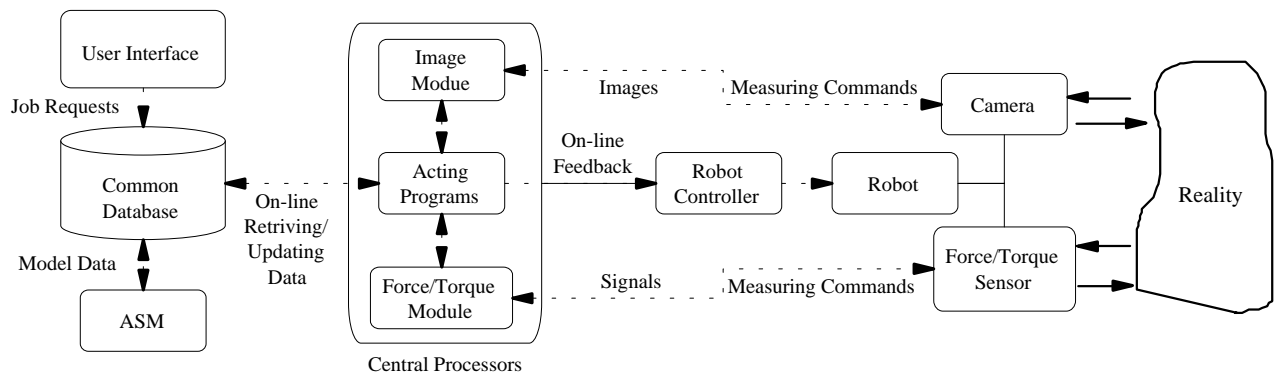 User Interface
Job Requests
Common
Database
Model Data
ASM
On-line
Retriving/
Updating
Data
Image
Modue
Acting
Programs
Force/Torque
Module
Central Processors
Images
Measuring Commands
On-line
Feedback
Robot
Controller
Robot
Signals
Measuring Commands
Camera
Force/Torque
Sensor
Reality